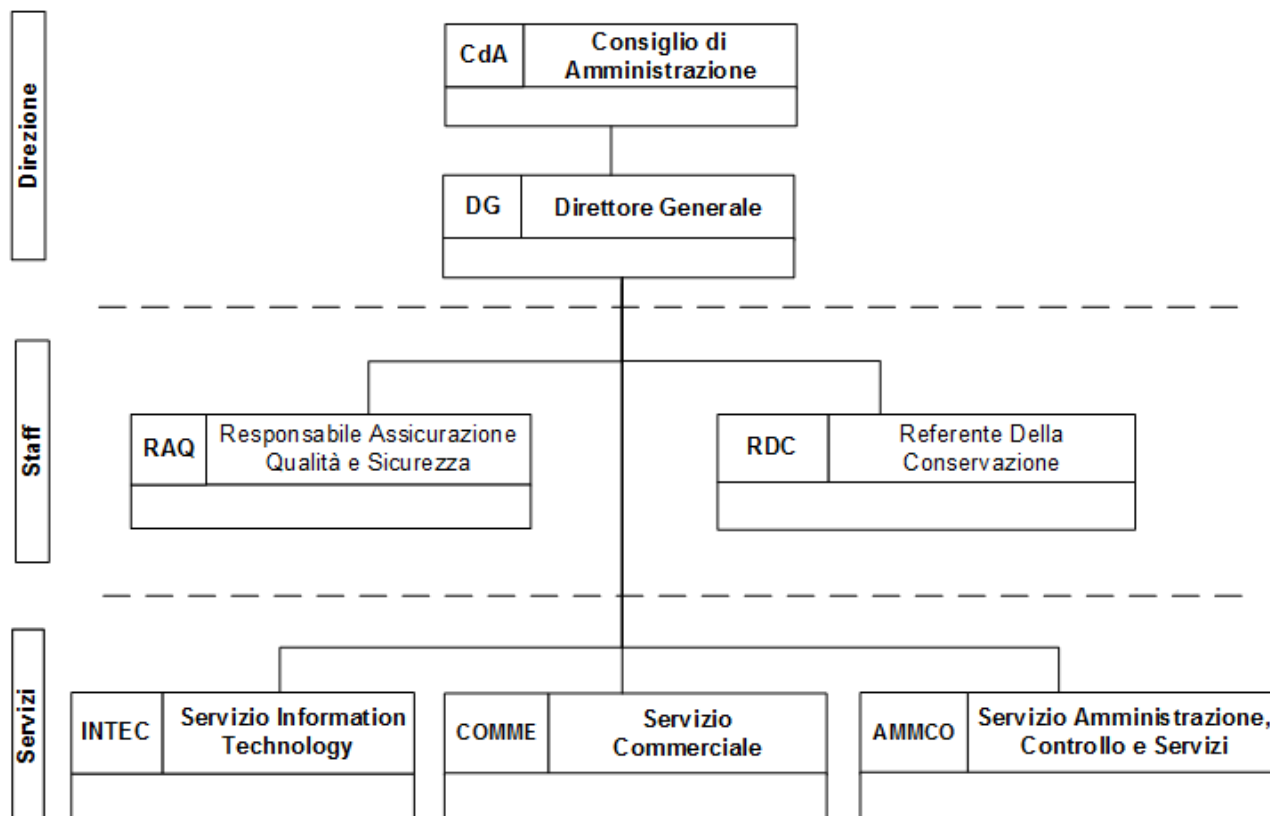 Direzione
CdA
Consiglio di
Amministrazione
DG
Direttore Generale
Staff
RAQ
Responsabile Assicurazione
Qualità e Sicurezza
RDC
Referente Della
Conservazione
Servizi
INTEC
Servizio Information
Technology
COMME
Servizio
Commerciale
AMMCO
Servizio Amministrazione,
Controllo e Servizi